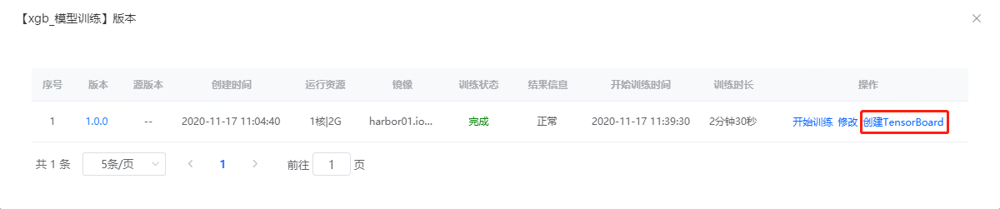 【xgb_模型训练】版本
序号 版本 源版本 创建时间 运行资源 镜像 训练状态 结果信息 开始训练时间 训练时长 操作
1 1.0.0 -- 2020-11-17 11:04:40 1核|2G harbor01.io... 完成 正常 2020-11-17 11:39:30 2分钟30秒 开始训练 修改 创建TensorBoard
共 1 条 5条/页 1 前往 1 页